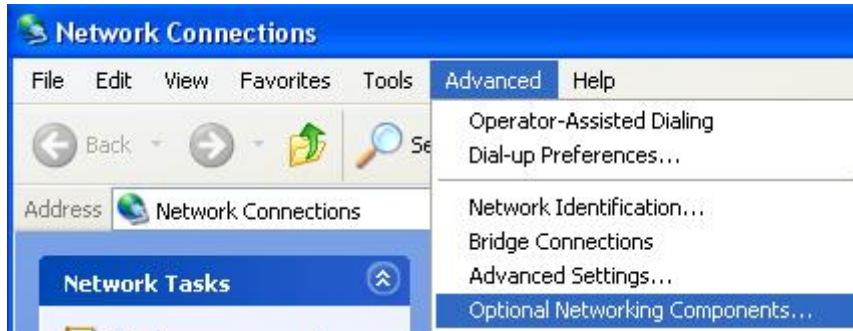 Network Connections
File Edit View Favorites Tools Advanced Help
Operator-Assisted Dialing
Back
Dial-up Preferences...
Address Network Connections
Network Identification...
Bridge Connections
Network Tasks
Advanced Settings...
Optional Networking Components...